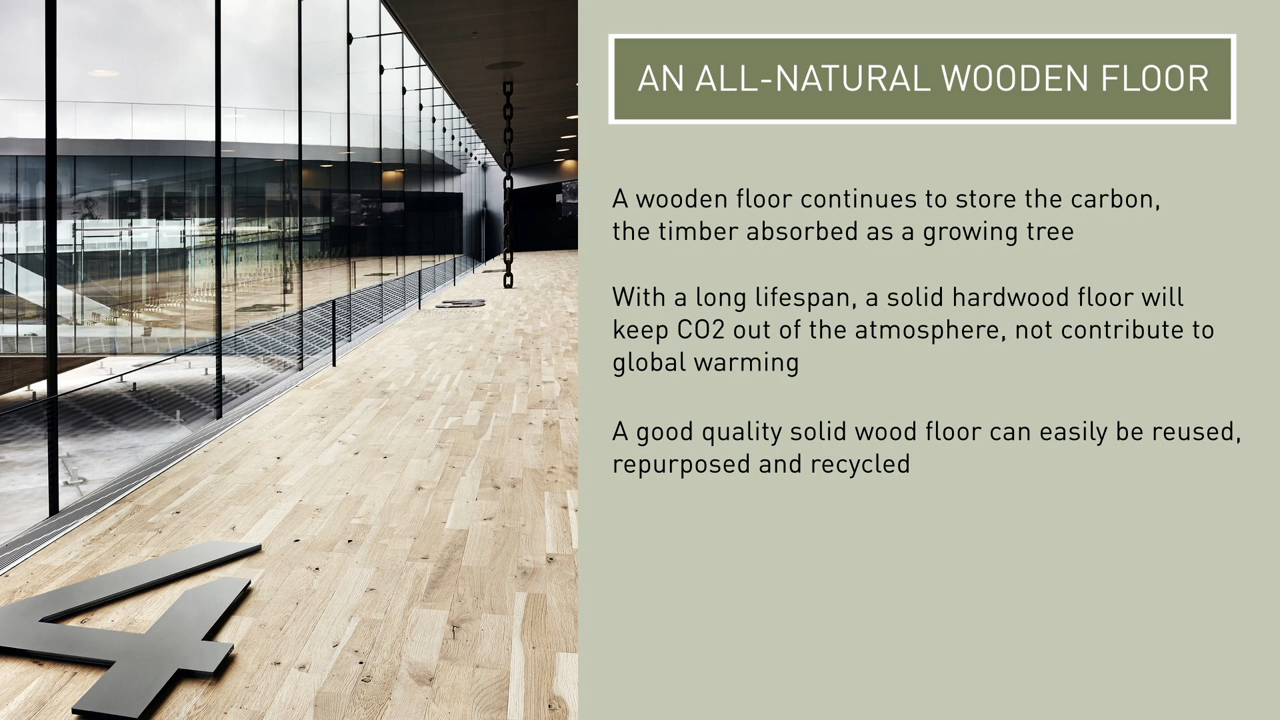 AN ALL-NATURAL WOODEN FLOOR
A wooden floor continues to store the carbon,
the timber absorbed as a growing tree
With a long lifespan, a solid hardwood floor will
keep CO2 out of the atmosphere, not contribute to
global warming
A good quality solid wood floor can easily be reused,
repurposed and recycled
4